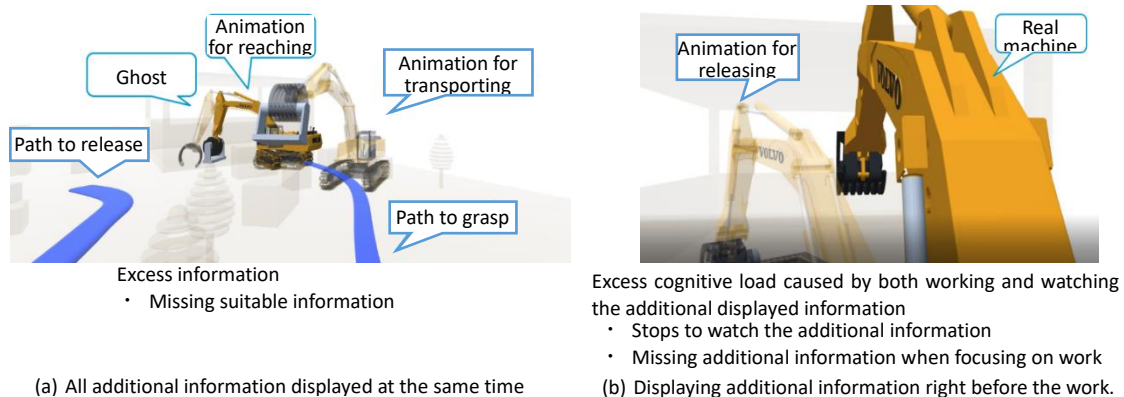 Animation
for reaching
Ghost
Animation for
transporting
Path to release
Path to grasp
Excess information
・ Missing suitable information
(a) All additional information displayed at the same time
Animation for
releasing
Real
machine
VOLVO
VOLVO
Excess cognitive load caused by both working and watching
the additional displayed information
・ Stops to watch the additional information
・ Missing additional information when focusing on work
(b) Displaying additional information right before the work.